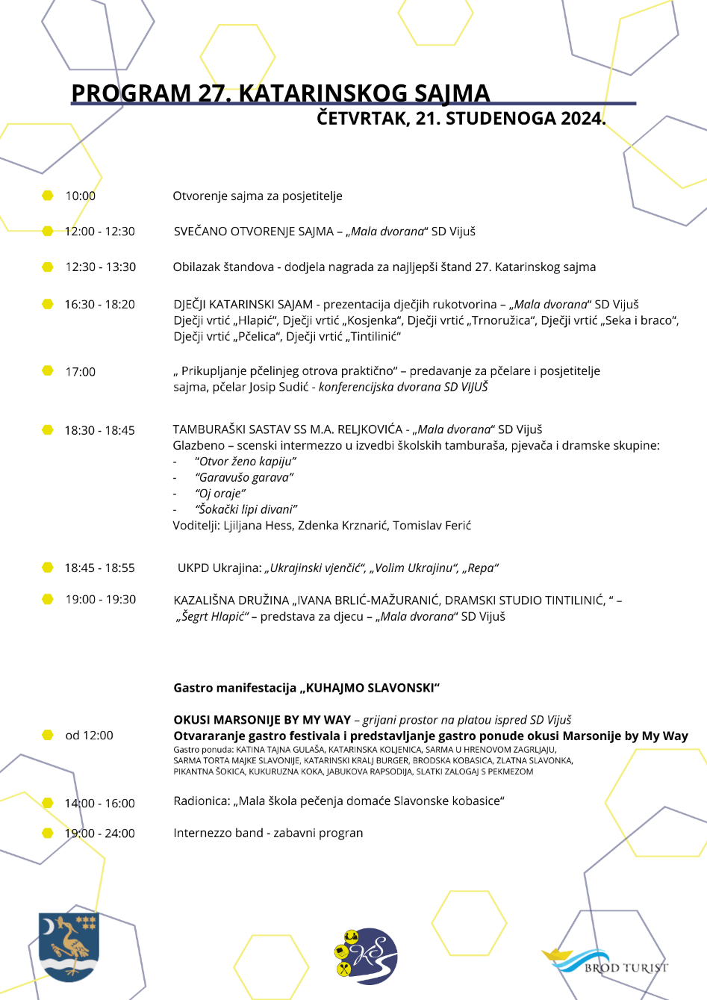 PROGRAM 27. KATARINSKOG SAJMA
ČETVRTAK, 21. STUDENOGA 2024.
10:00 Otvorenje sajma za posjetitelje
12:00 - 12:30 SVEČANO OTVORENJE SAJMA – „Mala dvorana“ SD Vijuš
12:30 - 13:30 Obilazak štandova - dodjela nagrada za najljepši štand 27. Katarinskog sajma
16:30 - 18:20 DJEČJI KATARINSKI SAJAM - prezentacija dječjih rukotvorina – „Mala dvorana“ SD Vijuš
Dječji vrtić „Hlapić“, Dječji vrtić „Kosjenka“, Dječji vrtić „Trnoružica“, Dječji vrtić „Seka i braco“,
Dječji vrtić „Pčelica“, Dječji vrtić „Tintilinić“
17:00 „ Prikupljanje pčelinjeg otrova praktično“ – predavanje za pčelare i posjetitelje
sajma, pčelar Josip Sudić - konferencijska dvorana SD VIJUŠ
18:30 - 18:45 TAMBURAŠKI SASTAV SS M.A. RELJKOVIĆA - „Mala dvorana“ SD Vijuš
Glazbeno – scenski intermezzo u izvedbi školskih tamburaša, pjevača i dramske skupine:
- “Otvor ženo kapiju”
- “Garavušo garava”
- “Oj oraje”
- “Šokački lipi divani”
Voditelji: Ljiljana Hess, Zdenka Krznarić, Tomislav Ferić
18:45 - 18:55 UKPD Ukrajina: „Ukrajinski vjenčić“, „Volim Ukrajinu“, „Repa“
19:00 - 19:30 KAZALIŠNA DRUŽINA „IVANA BRLIĆ-MAŽURANIĆ, DRAMSKI STUDIO TINTILINIĆ, “ –
„Šegrt Hlapić“ – predstava za djecu – „Mala dvorana“ SD Vijuš
Gastro manifestacija „KUHAJMO SLAVONSKI“
OKUSI MARSONIJE BY MY WAY – grijani prostor na platou ispred SD Vijuš
od 12:00 Otvararanje gastro festivala i predstavljanje gastro ponude okusi Marsonije by My Way
Gastro ponuda: KATINA TAJNA GULAŠA, KATARINSKA KOLJENICA, SARMA U HRENOVOM ZAGRLJAJU,
SARMA TORTA MAJKE SLAVONIJE, KATARINSKI KRALJ BURGER, BRODSKA KOBASICA, ZLATNA SLAVONKA,
PIKANTNA ŠOKICA, KUKURUZNA KOKA, JABUKOVA RAPSODIJA, SLATKI ZALOGAJ S PEKMEZOM
14:00 - 16:00 Radionica: „Mala škola pečenja domaće Slavonske kobasice“
19:00 - 24:00 Internezzo band - zabavni progran
KS
BROD TURIST